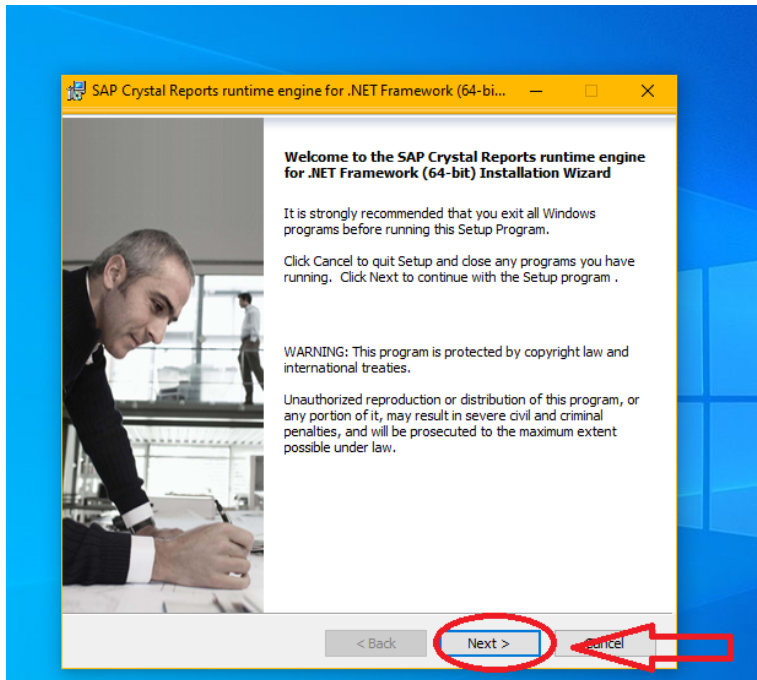 SAP Crystal Reports runtime engine for .NET Framework (64-bi...
Welcome to the SAP Crystal Reports runtime engine
for .NET Framework (64-bit) Installation Wizard
It is strongly recommended that you exit all Windows
programs before running this Setup Program.
Click Cancel to quit Setup and close any programs you have
running. Click Next to continue with the Setup program .
WARNING: This program is protected by copyright law and
international treaties.
Unauthorized reproduction or distribution of this program, or
any portion of it, may result in severe civil and criminal
penalties, and will be prosecuted to the maximum extent
possible under law.
< Back Next > Cancel